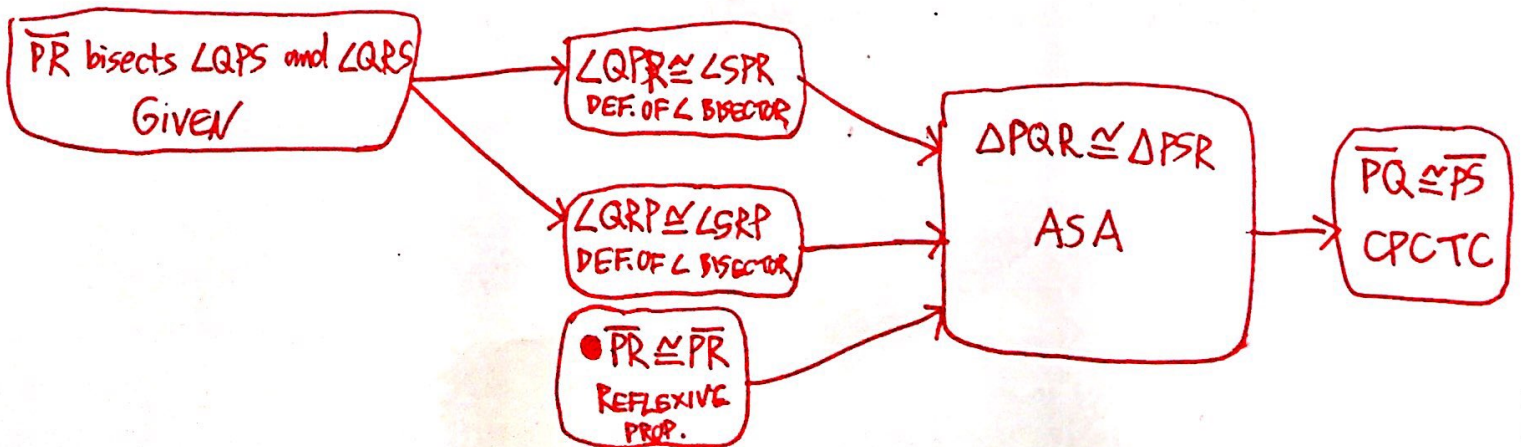 PR bisects ∠QPS and ∠QRS
GIVEN
∠QPR ≅ ∠SPR
DEF. OF ∠ BISECTOR
∠QRP ≅ ∠SRP
DEF. OF ∠ BISECTOR
PR ≅ PR
REFLEXIVE
PROP.
△PQR ≅ △PSR
ASA
PQ ≅ PS
CPCTC